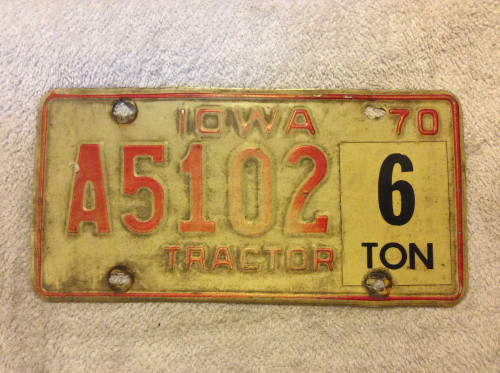 IOWA 70
A5102
TRACTOR
6
TON